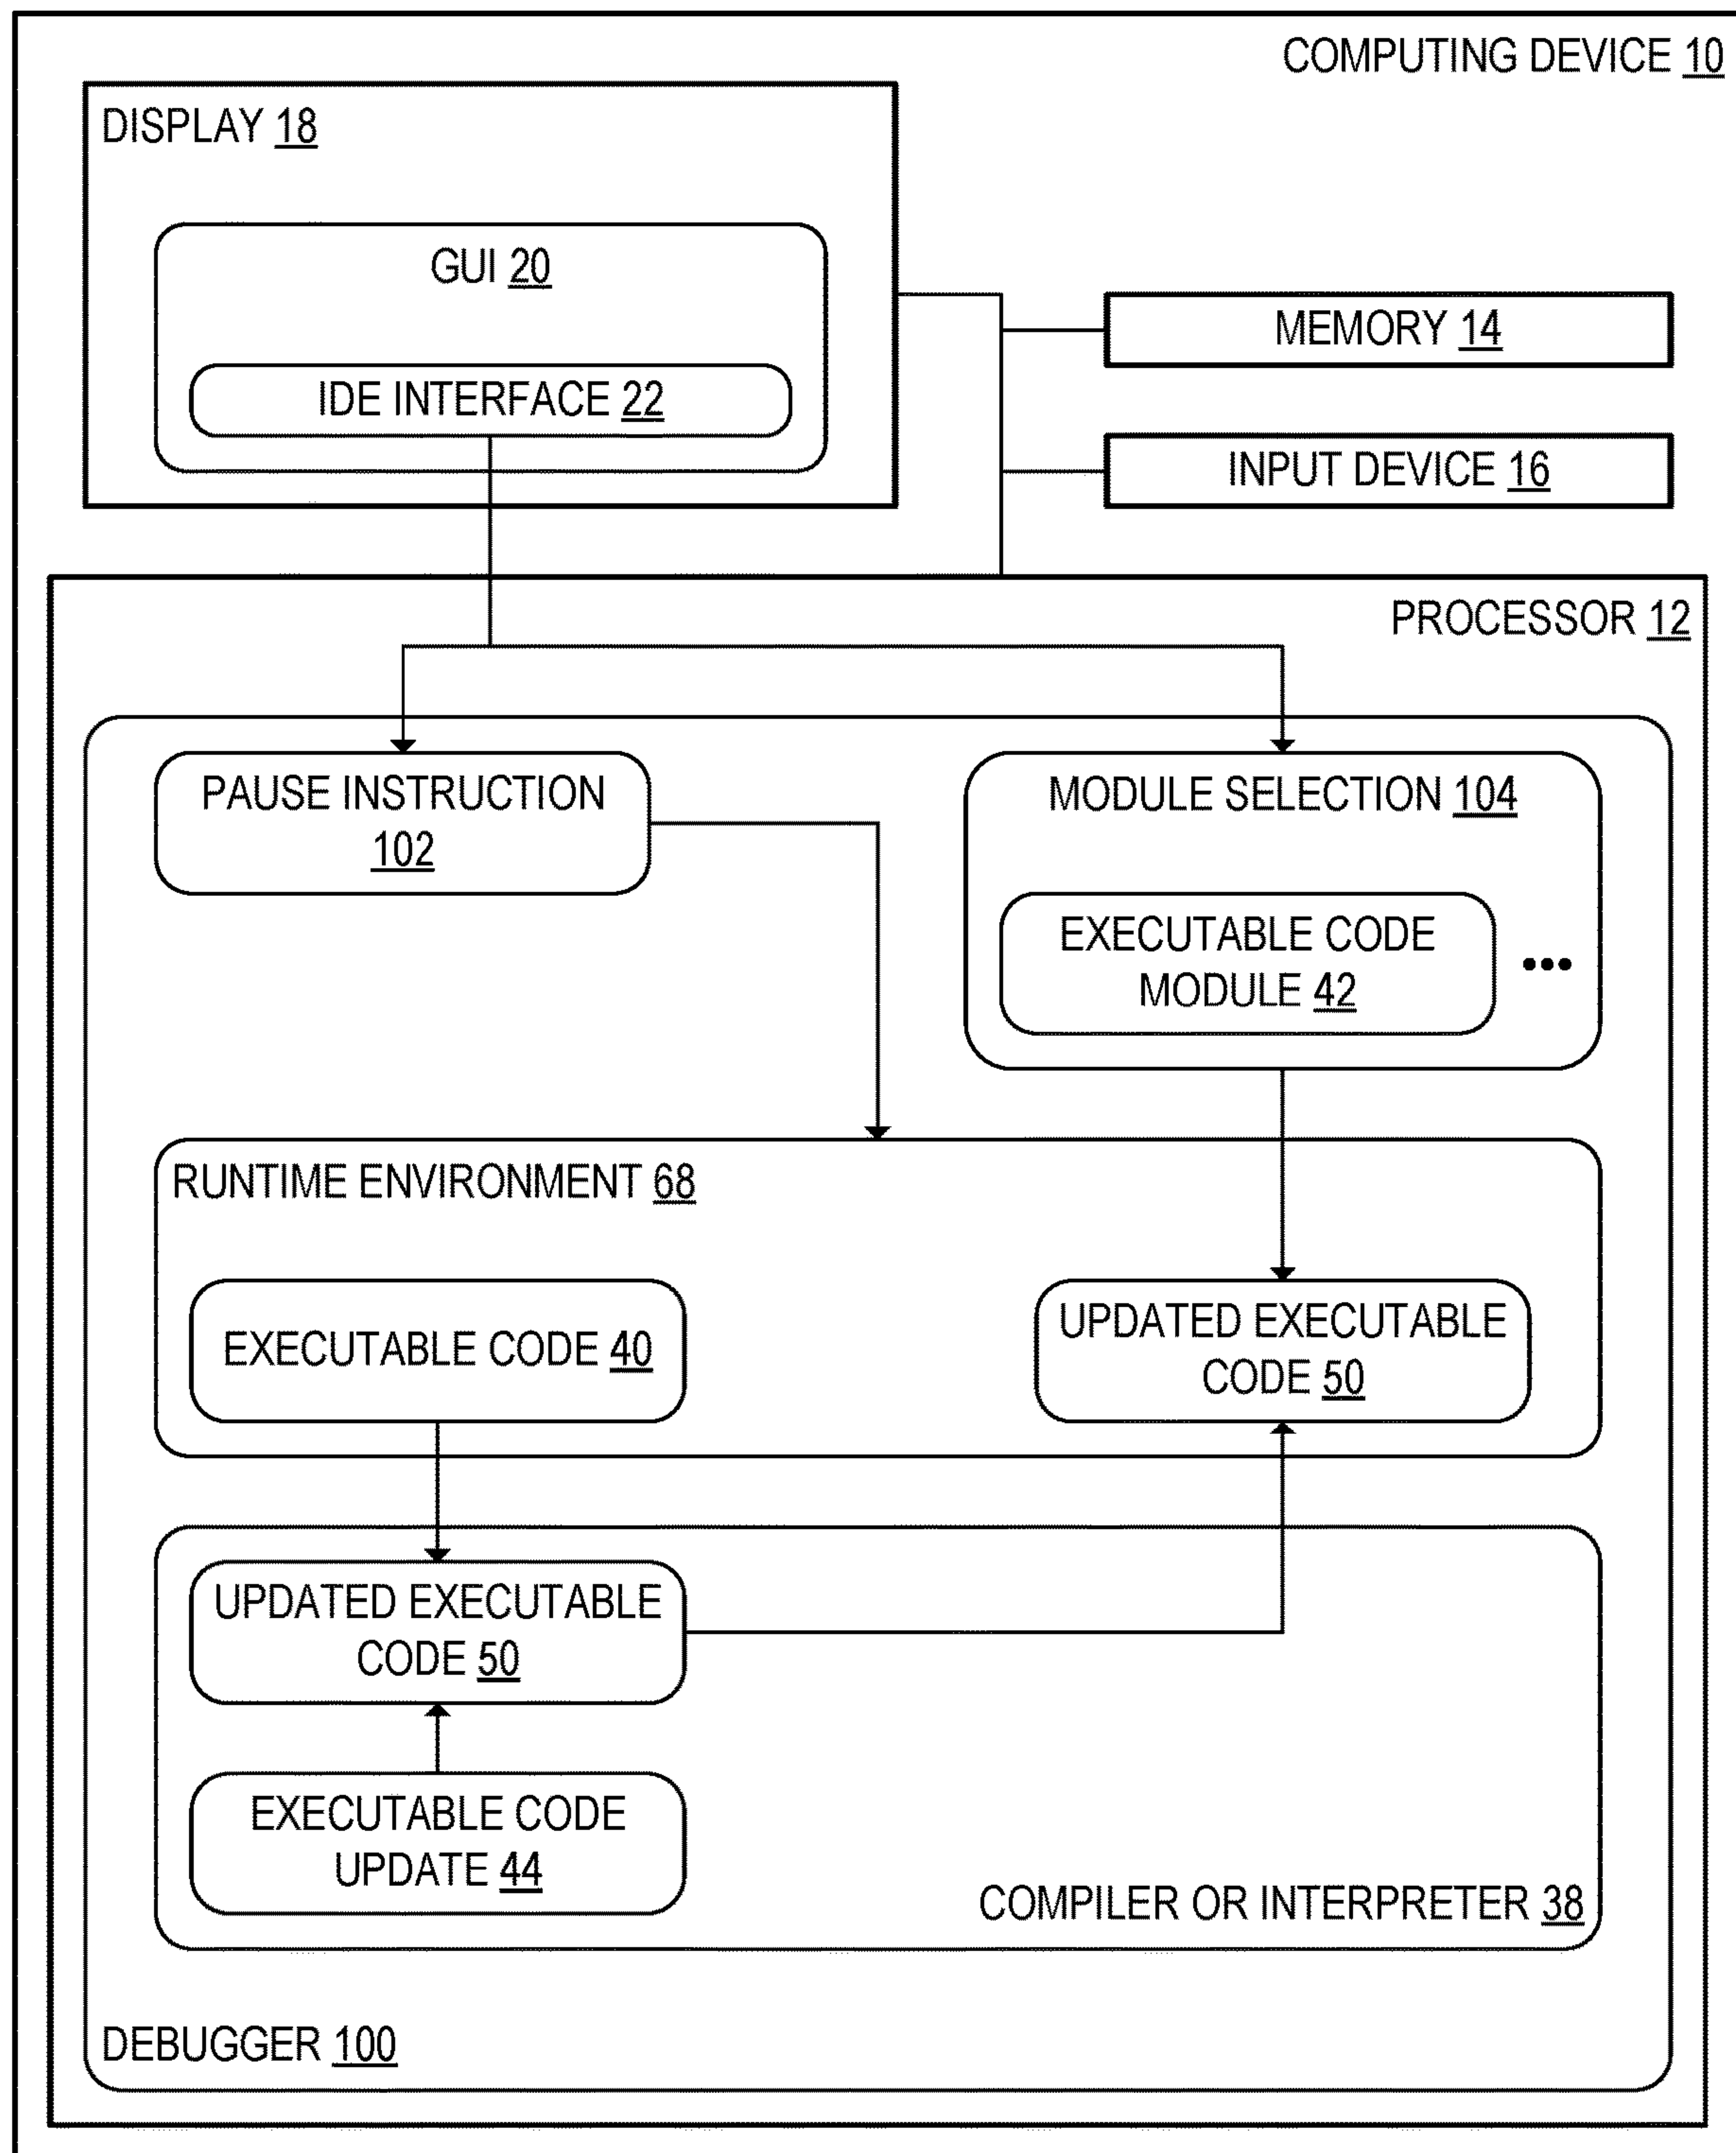 COMPUTING DEVICE 10
DISPLAY 18
GUI 20
IDE INTERFACE 22
MEMORY 14
INPUT DEVICE 16
PROCESSOR 12
PAUSE INSTRUCTION
102
MODULE SELECTION 104
EXECUTABLE CODE
MODULE 42
•••
RUNTIME ENVIRONMENT 68
EXECUTABLE CODE 40
UPDATED EXECUTABLE
CODE 50
UPDATED EXECUTABLE
CODE 50
EXECUTABLE CODE
UPDATE 44
COMPILER OR INTERPRETER 38
DEBUGGER 100